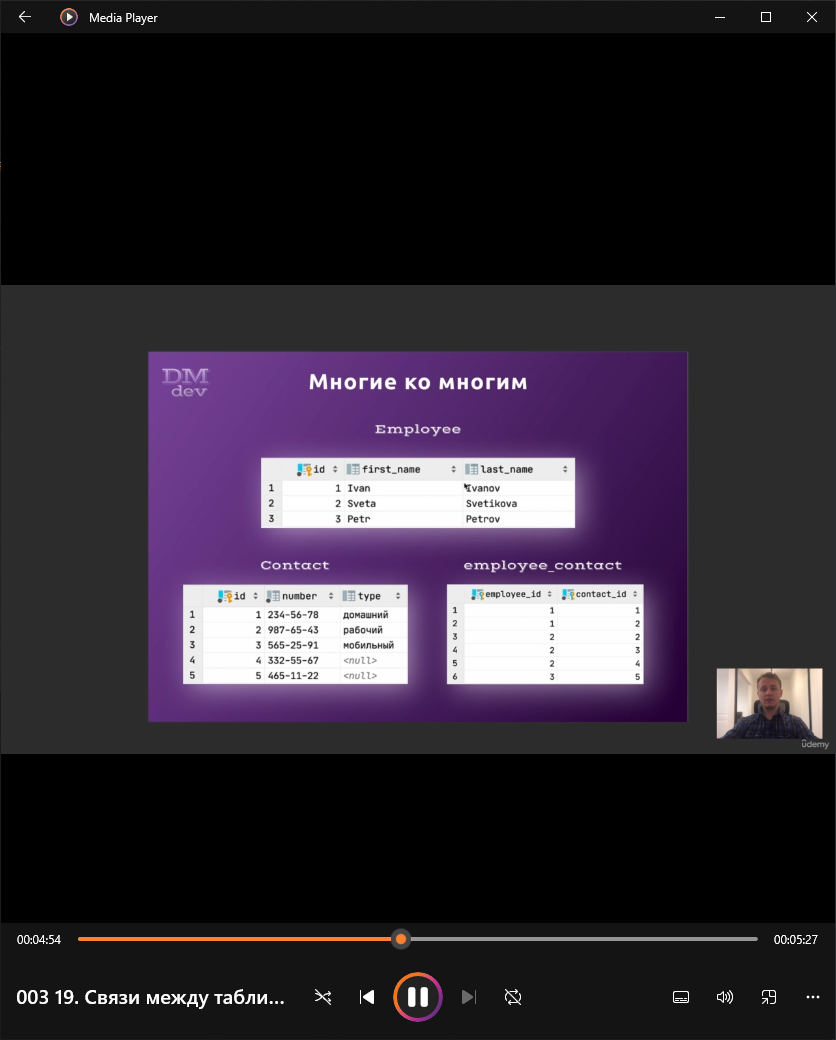 Media Player
DM
dev
Многие ко многим
Employee
id first_name last_name
1 1 Ivan Ivanov
2 2 Sveta Svetikova
3 3 Petr Petrov
Contact
id number type
1 1 234-56-78 домашний
2 2 987-65-43 рабочий
3 3 565-25-91 мобильный
4 4 332-55-67 <null>
5 5 465-11-22 <null>
employee_contact
employee_id contact_id
1 1 1
2 1 2
3 2 2
4 2 3
5 2 4
6 3 5
ûdemy
00:04:54
00:05:27
003 19. Связи между табли...